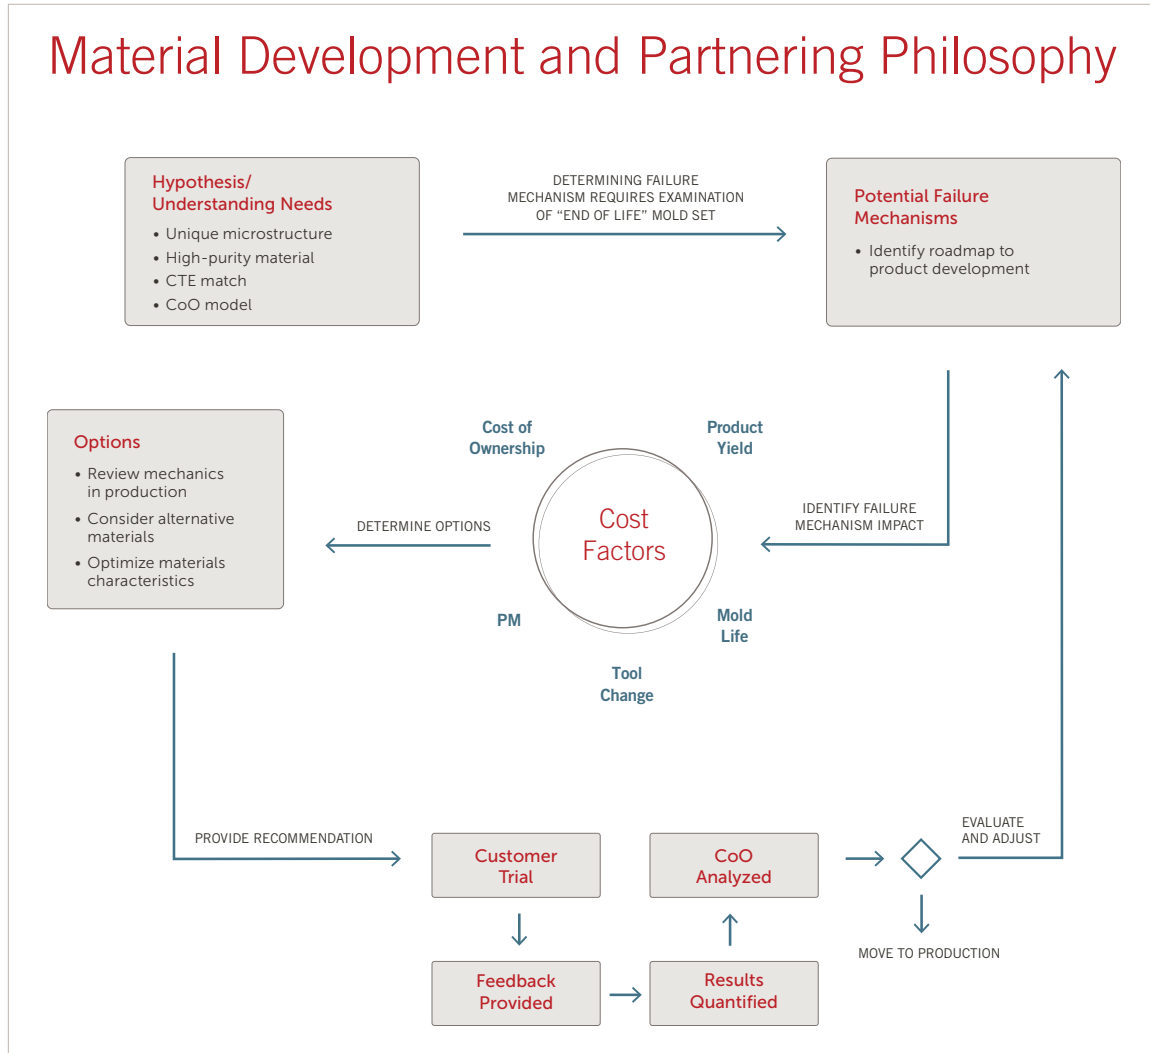 Material Development and Partnering Philosophy
Hypothesis/
Understanding Needs
• Unique microstructure
• High-purity material
• CTE match
• CoO model
DETERMINING FAILURE
MECHANISM REQUIRES EXAMINATION
OF “END OF LIFE” MOLD SET
Potential Failure
Mechanisms
• Identify roadmap to
product development
IDENTIFY FAILURE
MECHANISM IMPACT
Cost
Factors
Cost of
Ownership
Product
Yield
Mold
Life
Tool
Change
PM
DETERMINE OPTIONS
Options
• Review mechanics
in production
• Consider alternative
materials
• Optimize materials
characteristics
PROVIDE RECOMMENDATION
Customer
Trial
Feedback
Provided
Results
Quantified
CoO
Analyzed
EVALUATE
AND ADJUST
MOVE TO PRODUCTION